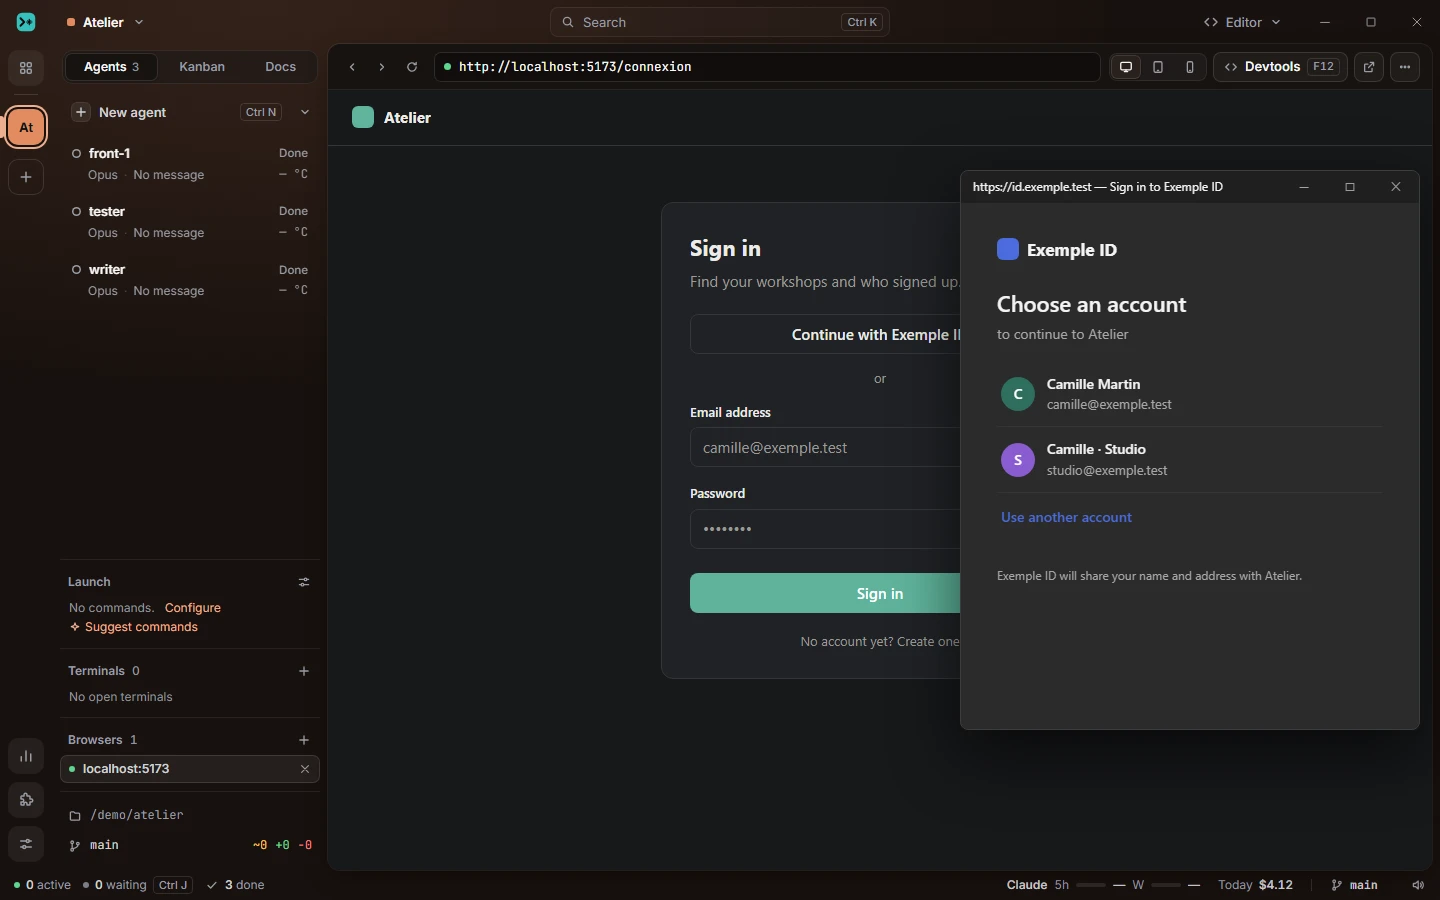 Atelier
Search
Ctrl K
Editor
Agents 3
Kanban
Docs
http://localhost:5173/connexion
Devtools F12
At
New agent
Ctrl N
front-1
Done
Opus · No message
— °C
tester
Done
Opus · No message
— °C
writer
Done
Opus · No message
— °C
Launch
No commands. Configure
Suggest commands
Terminals 0
No open terminals
Browsers 1
localhost:5173
/demo/atelier
main
~0 +0 -0
Atelier
Sign in
Find your workshops and who signed up.
Continue with Exemple I
or
Email address
camille@exemple.test
Password
Sign in
No account yet? Create one
https://id.exemple.test — Sign in to Exemple ID
Exemple ID
Choose an account
to continue to Atelier
C
Camille Martin
camille@exemple.test
S
Camille · Studio
studio@exemple.test
Use another account
Exemple ID will share your name and address with Atelier.
0 active
0 waiting
Ctrl J
3 done
Claude 5h — W —
Today $4.12
main